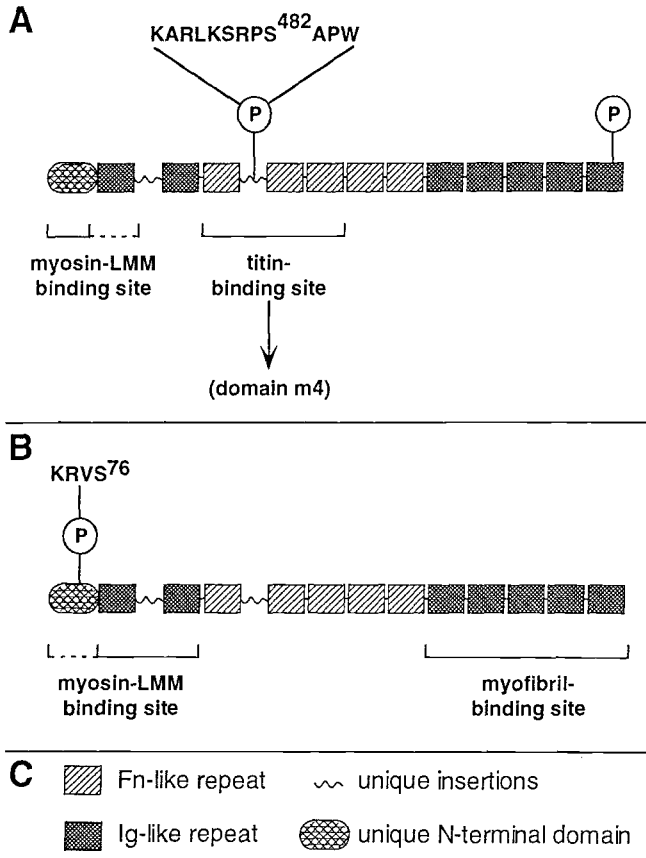 A
KARLKSRPS482APW
P
P
myosin-LMM
binding site
titin-
binding site
(domain m4)
B
KRVS76
P
myosin-LMM
binding site
myofibril-
binding site
C
Fn-like repeat
unique insertions
Ig-like repeat
unique N-terminal domain